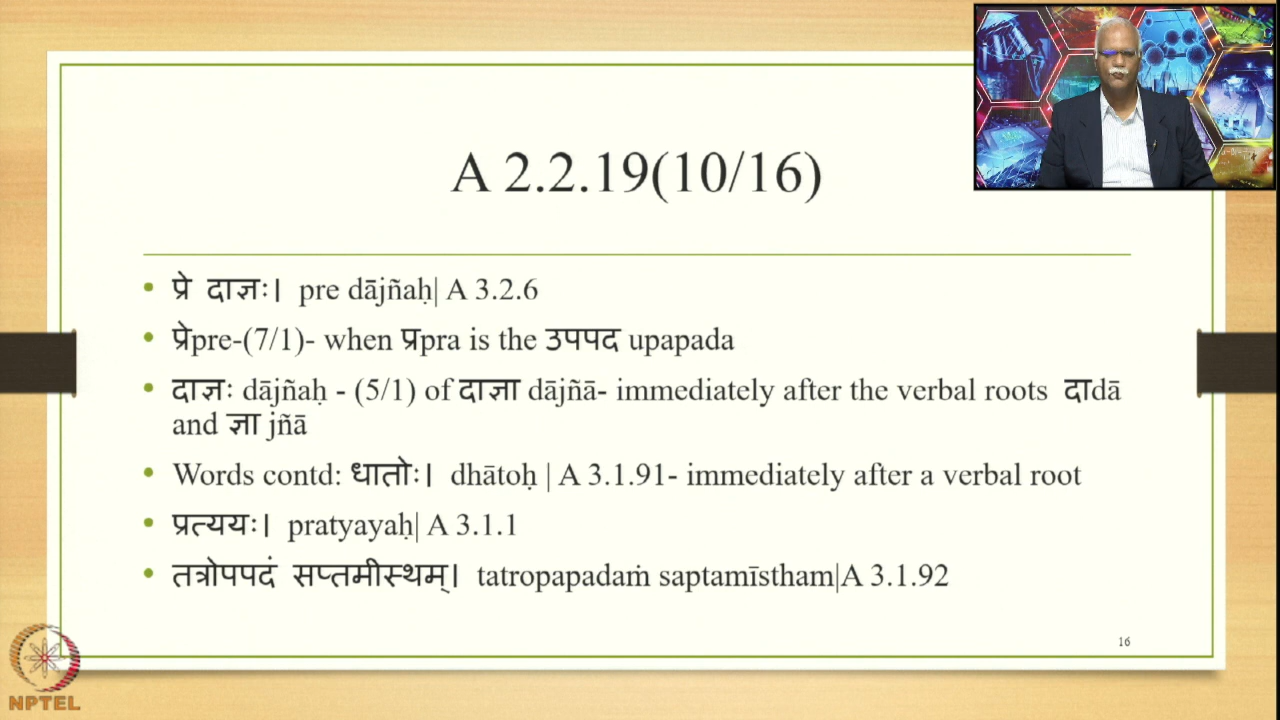 A 2.2.19(10/16)
• प्रे दाज्ञः। pre dājñaḥ| A 3.2.6
• प्रेpre-(7/1)- when प्रpra is the उपपद upapada
• दाज्ञः dājñaḥ - (5/1) of दाज्ञा dājñā- immediately after the verbal roots दाdā
and ज्ञा jñā
• Words contd: धातोः। dhātoḥ | A 3.1.91- immediately after a verbal root
• प्रत्ययः। pratyayaḥ| A 3.1.1
• तत्रोपपदं सप्तमीस्थम्। tatropapadaṁ saptamīstham|A 3.1.92
16
NPTEL